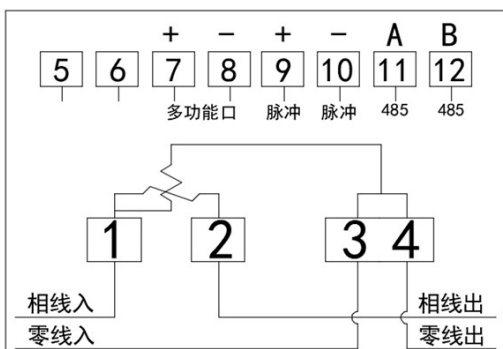 + - + - A B
5 6 7 8 9 10 11 12
多功能口 脉冲 脉冲 485 485
1 2 3 4
相线入 相线出
零线入 零线出